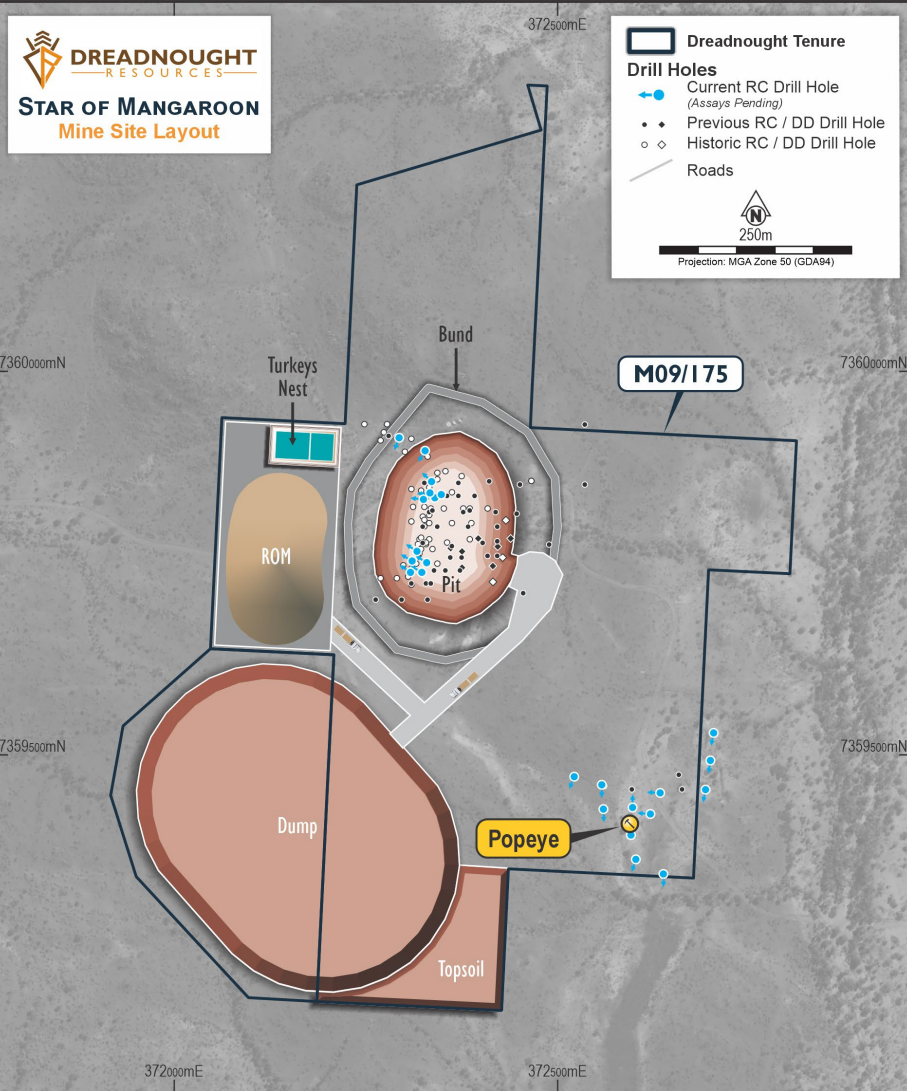 372500mE
DREADNOUGHT
RESOURCES
STAR OF MANGAROON
Mine Site Layout
Dreadnought Tenure
Drill Holes
Current RC Drill Hole
(Assays Pending)
Previous RC / DD Drill Hole
Historic RC / DD Drill Hole
Roads
N
250m
Projection: MGA Zone 50 (GDA94)
Bund
7360000mN
7360000mN
Turkeys
Nest
M09/175
ROM
Pit
7359500mN
7359500mN
Dump
Popeye
Topsoil
372000mE
372500mE